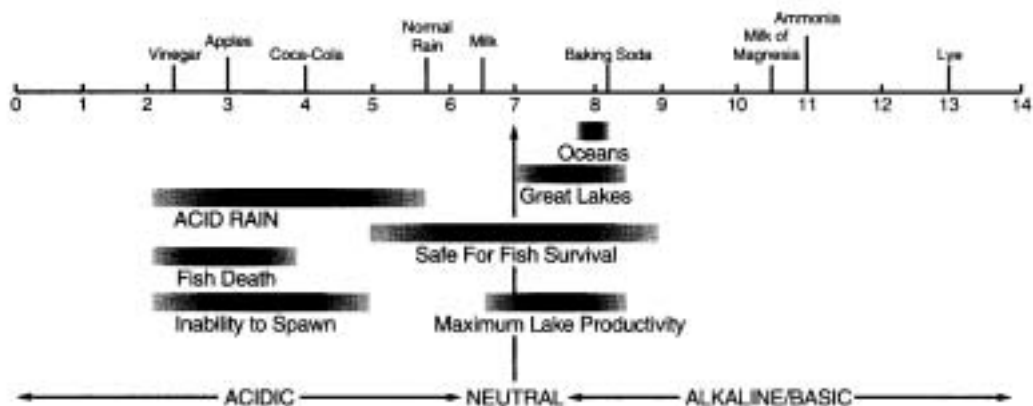 Vinegar
Apples
Coca-Cola
Normal
Rain
Milk
Baking Soda
Milk of
Magnesia
Ammonia
Lye
0 1 2 3 4 5 6 7 8 9 10 11 12 13 14
Oceans
Great Lakes
ACID RAIN
Safe For Fish Survival
Fish Death
Inability to Spawn
Maximum Lake Productivity
ACIDIC NEUTRAL ALKALINE/BASIC